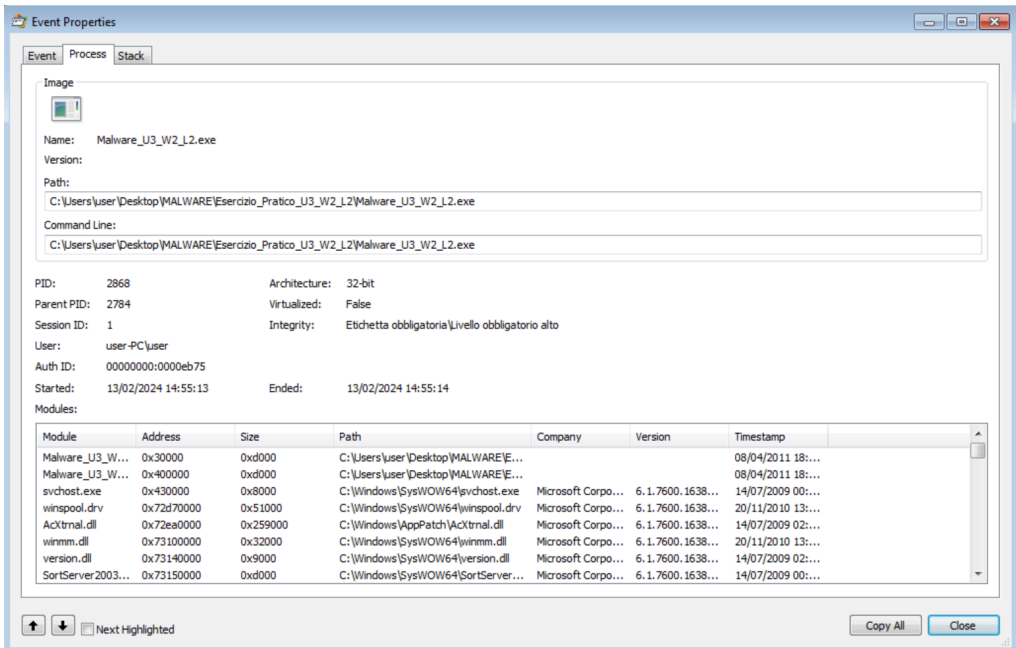 Event Properties
Event Process Stack
Image
Name: Malware_U3_W2_L2.exe
Version:
Path:
C:\Users\user\Desktop\MALWARE\Esercizio_Pratico_U3_W2_L2\Malware_U3_W2_L2.exe
Command Line:
C:\Users\user\Desktop\MALWARE\Esercizio_Pratico_U3_W2_L2\Malware_U3_W2_L2.exe
PID: 2868 Architecture: 32-bit
Parent PID: 2784 Virtualized: False
Session ID: 1 Integrity: Etichetta obbligatoria\Livello obbligatorio alto
User: user-PC\user
Auth ID: 00000000:0000eb75
Started: 13/02/2024 14:55:13 Ended: 13/02/2024 14:55:14
Modules:
Module Address Size Path Company Version Timestamp
Malware_U3_W... 0x30000 0xd000 C:\Users\user\Desktop\MALWARE\E... 08/04/2011 18:...
Malware_U3_W... 0x400000 0xd000 C:\Users\user\Desktop\MALWARE\E... 08/04/2011 18:...
svchost.exe 0x430000 0x8000 C:\Windows\SysWOW64\svchost.exe Microsoft Corpo... 6.1.7600.1638... 14/07/2009 00:...
winspool.drv 0x72d70000 0x51000 C:\Windows\SysWOW64\winspool.drv Microsoft Corpo... 6.1.7600.1638... 20/11/2010 13:...
AcXtrnal.dll 0x72ea0000 0x259000 C:\Windows\AppPatch\AcXtrnal.dll Microsoft Corpo... 6.1.7600.1638... 14/07/2009 02:...
winmm.dll 0x73100000 0x32000 C:\Windows\SysWOW64\winmm.dll Microsoft Corpo... 6.1.7600.1638... 20/11/2010 13:...
version.dll 0x73140000 0x9000 C:\Windows\SysWOW64\version.dll Microsoft Corpo... 6.1.7600.1638... 14/07/2009 02:...
SortServer2003... 0x73150000 0xd000 C:\Windows\SysWOW64\SortServer... Microsoft Corpo... 6.1.7600.1638... 14/07/2009 00:...
Next Highlighted Copy All Close